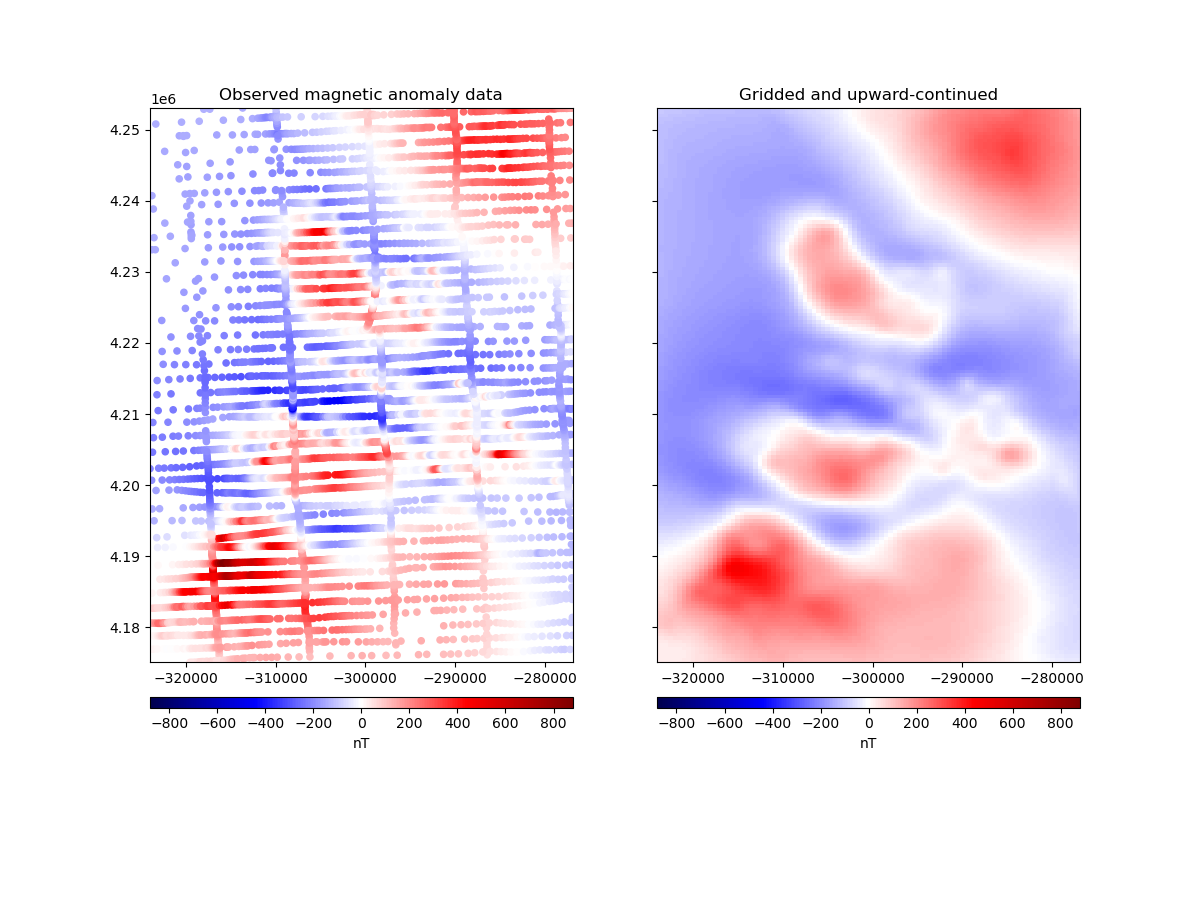 Observed magnetic anomaly data
Gridded and upward-continued
1e6
4.25
4.24
4.23
4.22
4.21
4.20
4.19
4.18
−320000 −310000 −300000 −290000 −280000
−320000 −310000 −300000 −290000 −280000
−800 −600 −400 −200 0 200 400 600 800
−800 −600 −400 −200 0 200 400 600 800
nT
nT